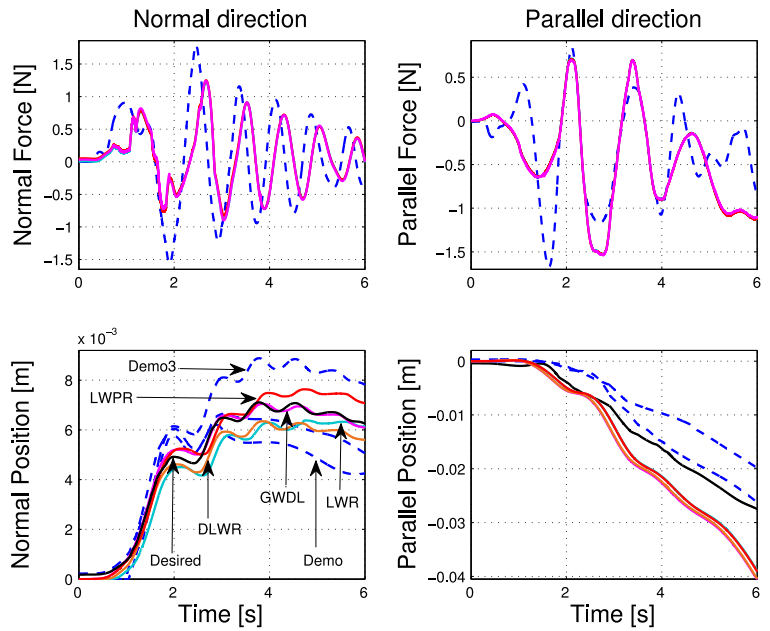 Normal direction
Parallel direction
Normal Force [N]
1.5
1
0.5
0
-0.5
-1
-1.5
0 2 4 6
Parallel Force [N]
0.5
0
-0.5
-1
-1.5
0 2 4 6
x 10⁻³
Normal Position [m]
8
6
4
2
0
0 2 4 6
Demo3
LWPR
Desired
DLWR
GWDL
Demo
LWR
Time [s]
Parallel Position [m]
0
-0.01
-0.02
-0.03
-0.04
0 2 4 6
Time [s]